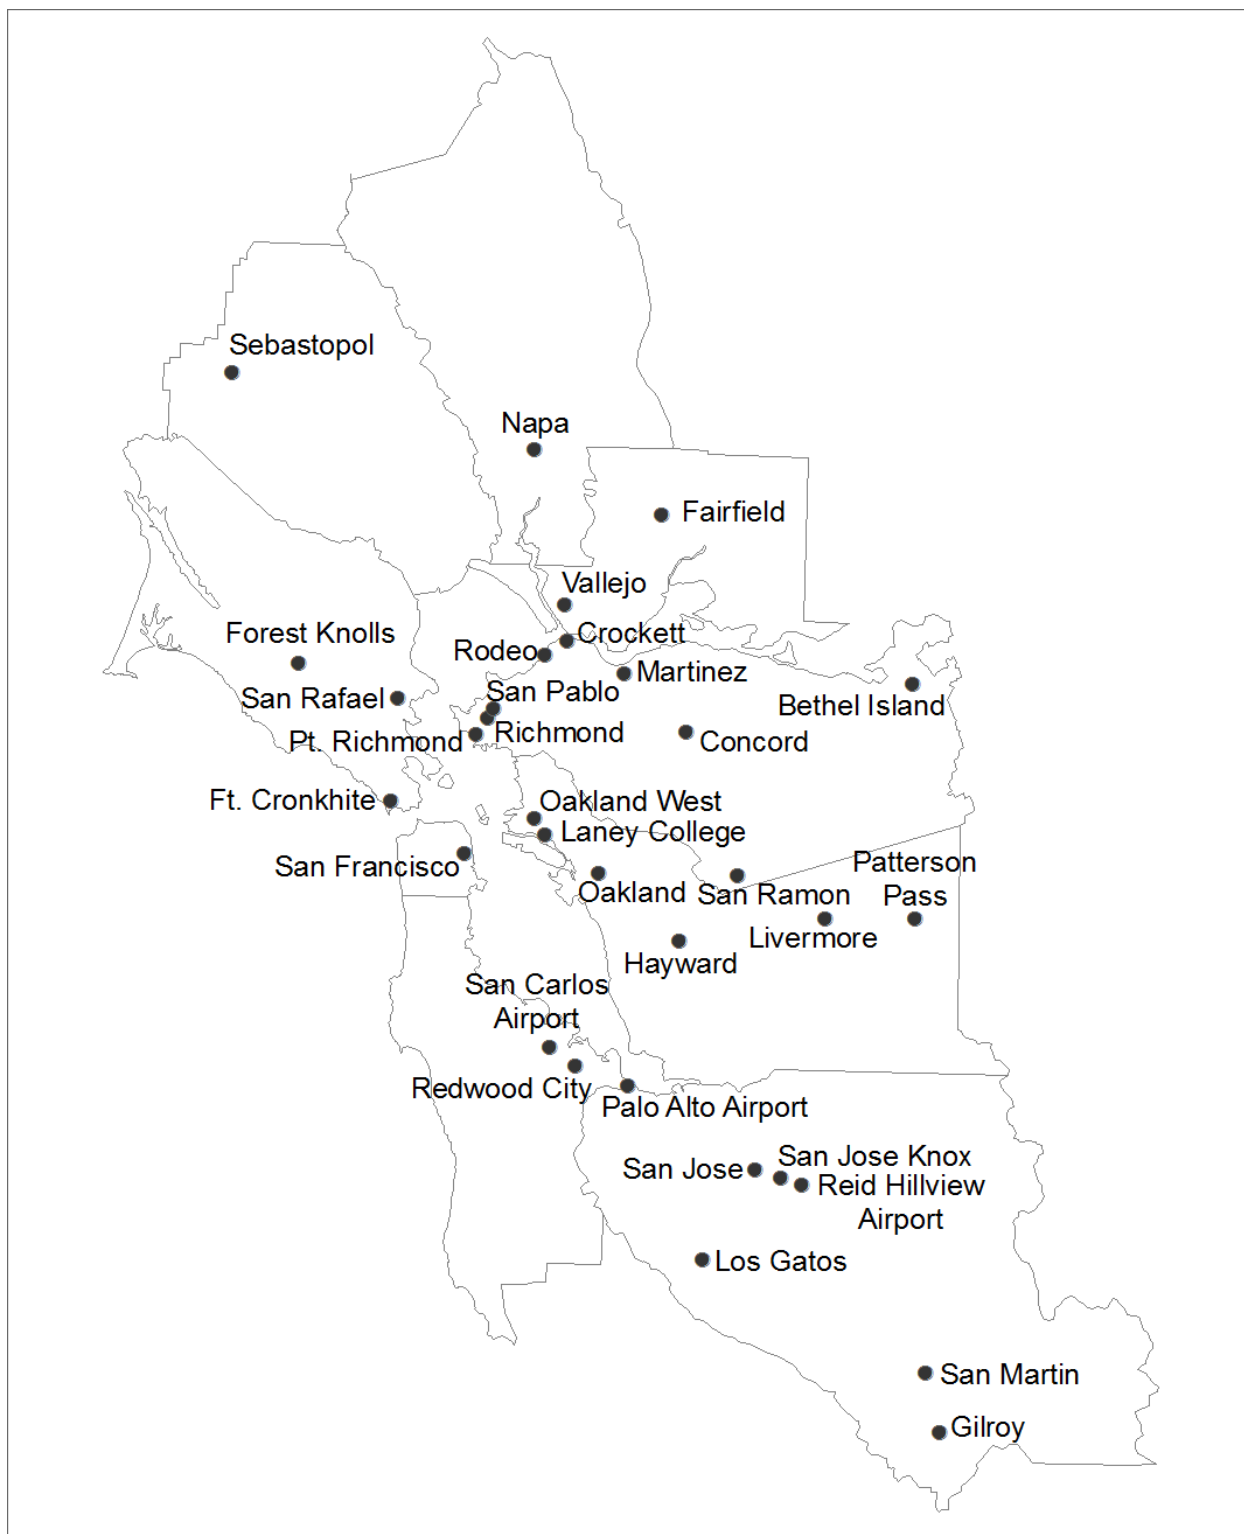 Sebastopol
Napa
Fairfield
Vallejo
Forest Knolls
Crockett
Rodeo
Martinez
San Rafael
San Pablo
Bethel Island
Pt. Richmond
Richmond
Concord
Ft. Cronkhite
Oakland West
Laney College
San Francisco
Patterson
Pass
Oakland
San Ramon
Livermore
Hayward
San Carlos
Airport
Redwood City
Palo Alto Airport
San Jose
San Jose Knox
Reid Hillview
Airport
Los Gatos
San Martin
Gilroy